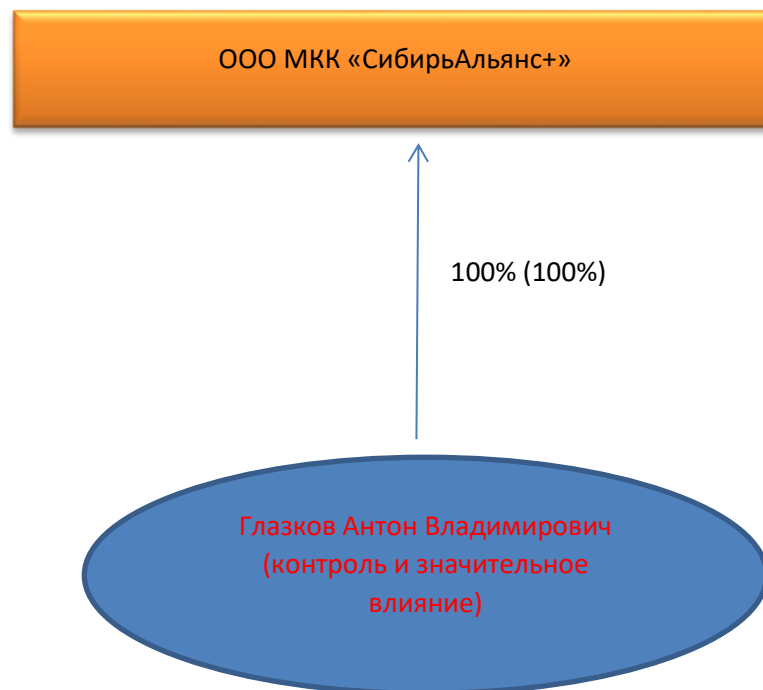 ООО МКК «СибирьАльянс+»
100% (100%)
Глазков Антон Владимирович
(контроль и значительное
влияние)